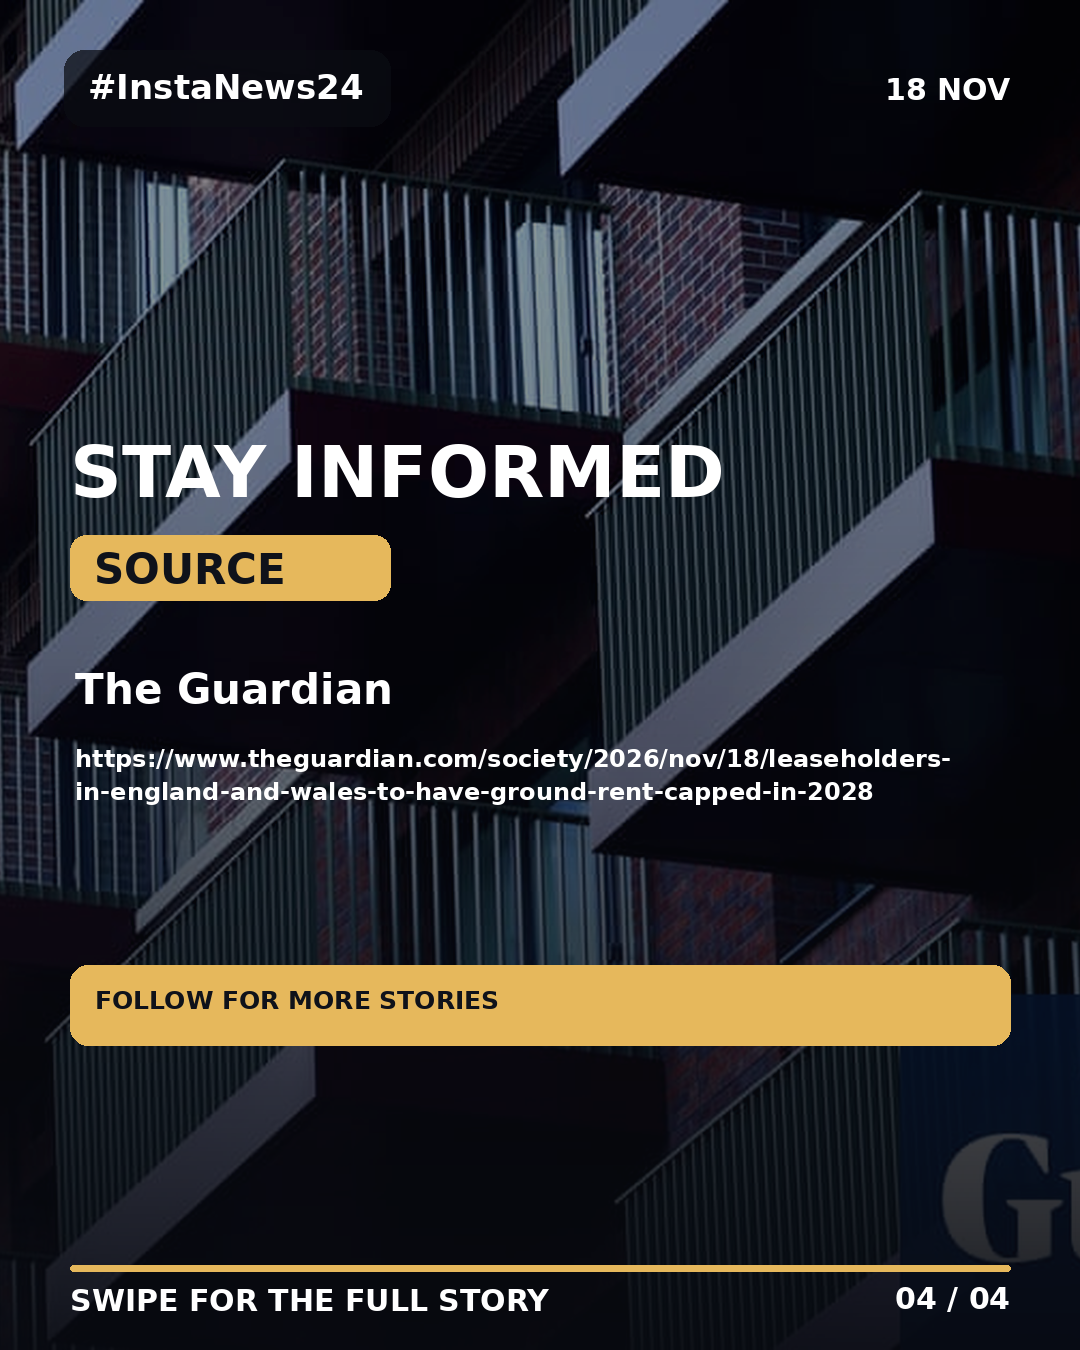 #InstaNews24
18 NOV
STAY INFORMED
SOURCE
The Guardian
https://www.theguardian.com/society/2026/nov/18/leaseholders-
in-england-and-wales-to-have-ground-rent-capped-in-2028
FOLLOW FOR MORE STORIES
Gu
SWIPE FOR THE FULL STORY
04 / 04